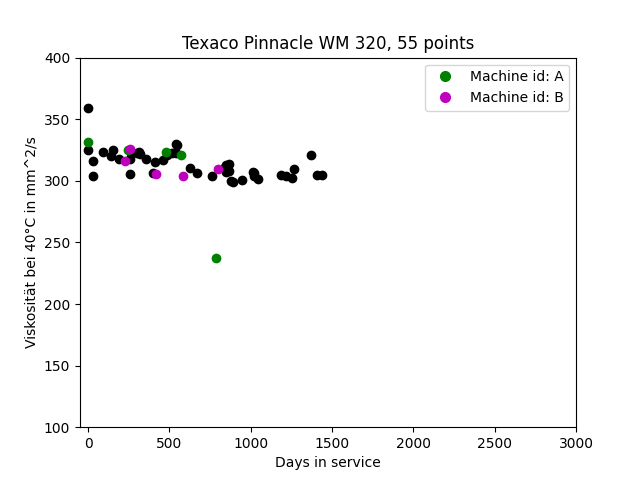 Texaco Pinnacle WM 320, 55 points
Machine id: A
Machine id: B
Viskosität bei 40°C in mm^2/s
400
350
300
250
200
150
100
0
500
1000
1500
2000
2500
3000
Days in service